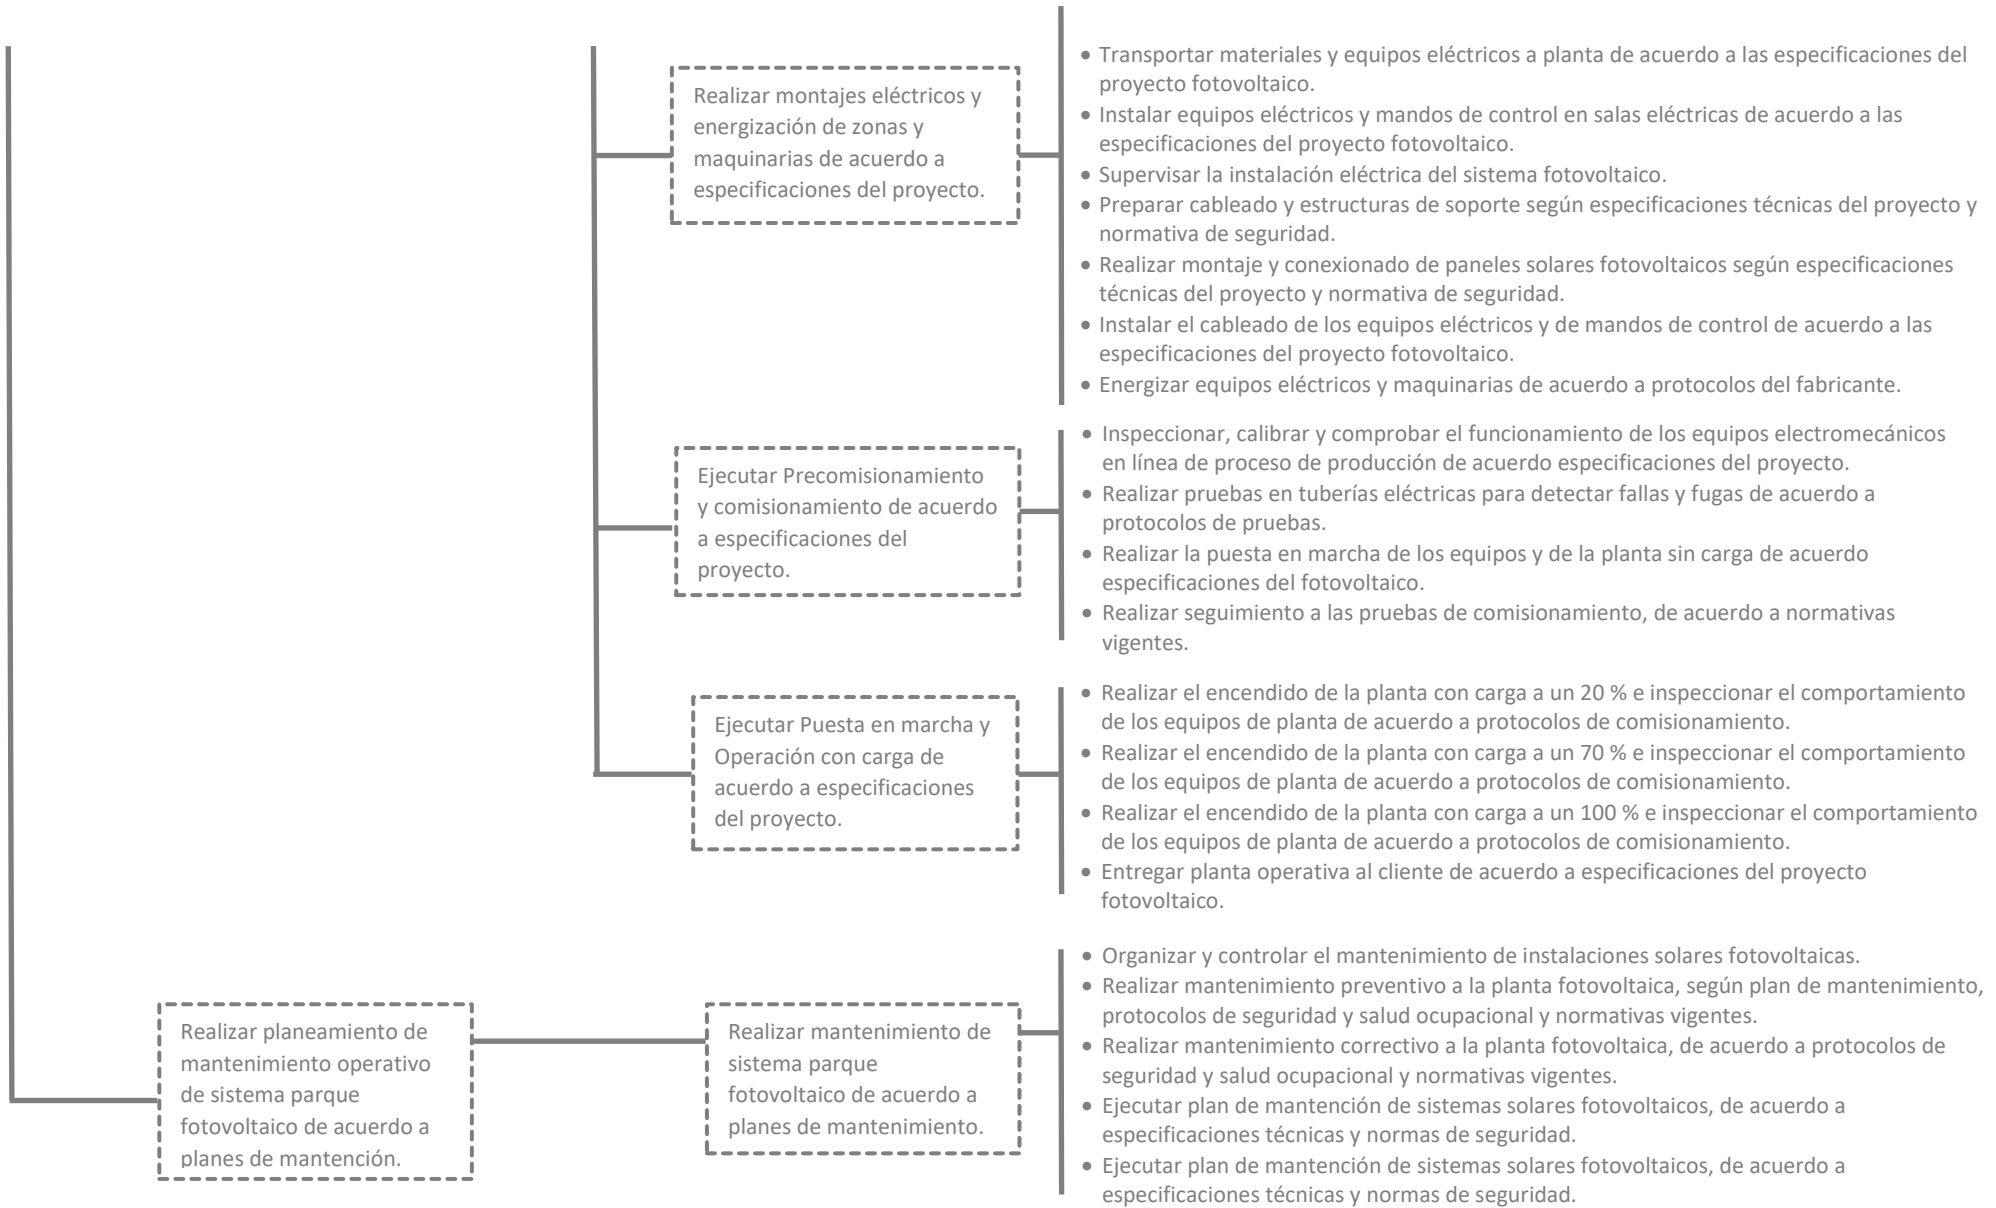 Realizar montajes eléctricos y
energización de zonas y
maquinarias de acuerdo a
especificaciones del proyecto.
• Transportar materiales y equipos eléctricos a planta de acuerdo a las especificaciones del
proyecto fotovoltaico.
• Instalar equipos eléctricos y mandos de control en salas eléctricas de acuerdo a las
especificaciones del proyecto fotovoltaico.
• Supervisar la instalación eléctrica del sistema fotovoltaico.
• Preparar cableado y estructuras de soporte según especificaciones técnicas del proyecto y
normativa de seguridad.
• Realizar montaje y conexionado de paneles solares fotovoltaicos según especificaciones
técnicas del proyecto y normativa de seguridad.
• Instalar el cableado de los equipos eléctricos y de mandos de control de acuerdo a las
especificaciones del proyecto fotovoltaico.
• Energizar equipos eléctricos y maquinarias de acuerdo a protocolos del fabricante.
Ejecutar Precomisionamiento
y comisionamiento de acuerdo
a especificaciones del
proyecto.
• Inspeccionar, calibrar y comprobar el funcionamiento de los equipos electromecánicos
en línea de proceso de producción de acuerdo especificaciones del proyecto.
• Realizar pruebas en tuberías eléctricas para detectar fallas y fugas de acuerdo a
protocolos de pruebas.
• Realizar la puesta en marcha de los equipos y de la planta sin carga de acuerdo
especificaciones del fotovoltaico.
• Realizar seguimiento a las pruebas de comisionamiento, de acuerdo a normativas
vigentes.
Ejecutar Puesta en marcha y
Operación con carga de
acuerdo a especificaciones
del proyecto.
• Realizar el encendido de la planta con carga a un 20 % e inspeccionar el comportamiento
de los equipos de planta de acuerdo a protocolos de comisionamiento.
• Realizar el encendido de la planta con carga a un 70 % e inspeccionar el comportamiento
de los equipos de planta de acuerdo a protocolos de comisionamiento.
• Realizar el encendido de la planta con carga a un 100 % e inspeccionar el comportamiento
de los equipos de planta de acuerdo a protocolos de comisionamiento.
• Entregar planta operativa al cliente de acuerdo a especificaciones del proyecto
fotovoltaico.
Realizar planeamiento de
mantenimiento operativo
de sistema parque
fotovoltaico de acuerdo a
planes de mantención.
Realizar mantenimiento de
sistema parque
fotovoltaico de acuerdo a
planes de mantenimiento.
• Organizar y controlar el mantenimiento de instalaciones solares fotovoltaicas.
• Realizar mantenimiento preventivo a la planta fotovoltaica, según plan de mantenimiento,
protocolos de seguridad y salud ocupacional y normativas vigentes.
• Realizar mantenimiento correctivo a la planta fotovoltaica, de acuerdo a protocolos de
seguridad y salud ocupacional y normativas vigentes.
• Ejecutar plan de mantención de sistemas solares fotovoltaicos, de acuerdo a
especificaciones técnicas y normas de seguridad.
• Ejecutar plan de mantención de sistemas solares fotovoltaicos, de acuerdo a
especificaciones técnicas y normas de seguridad.